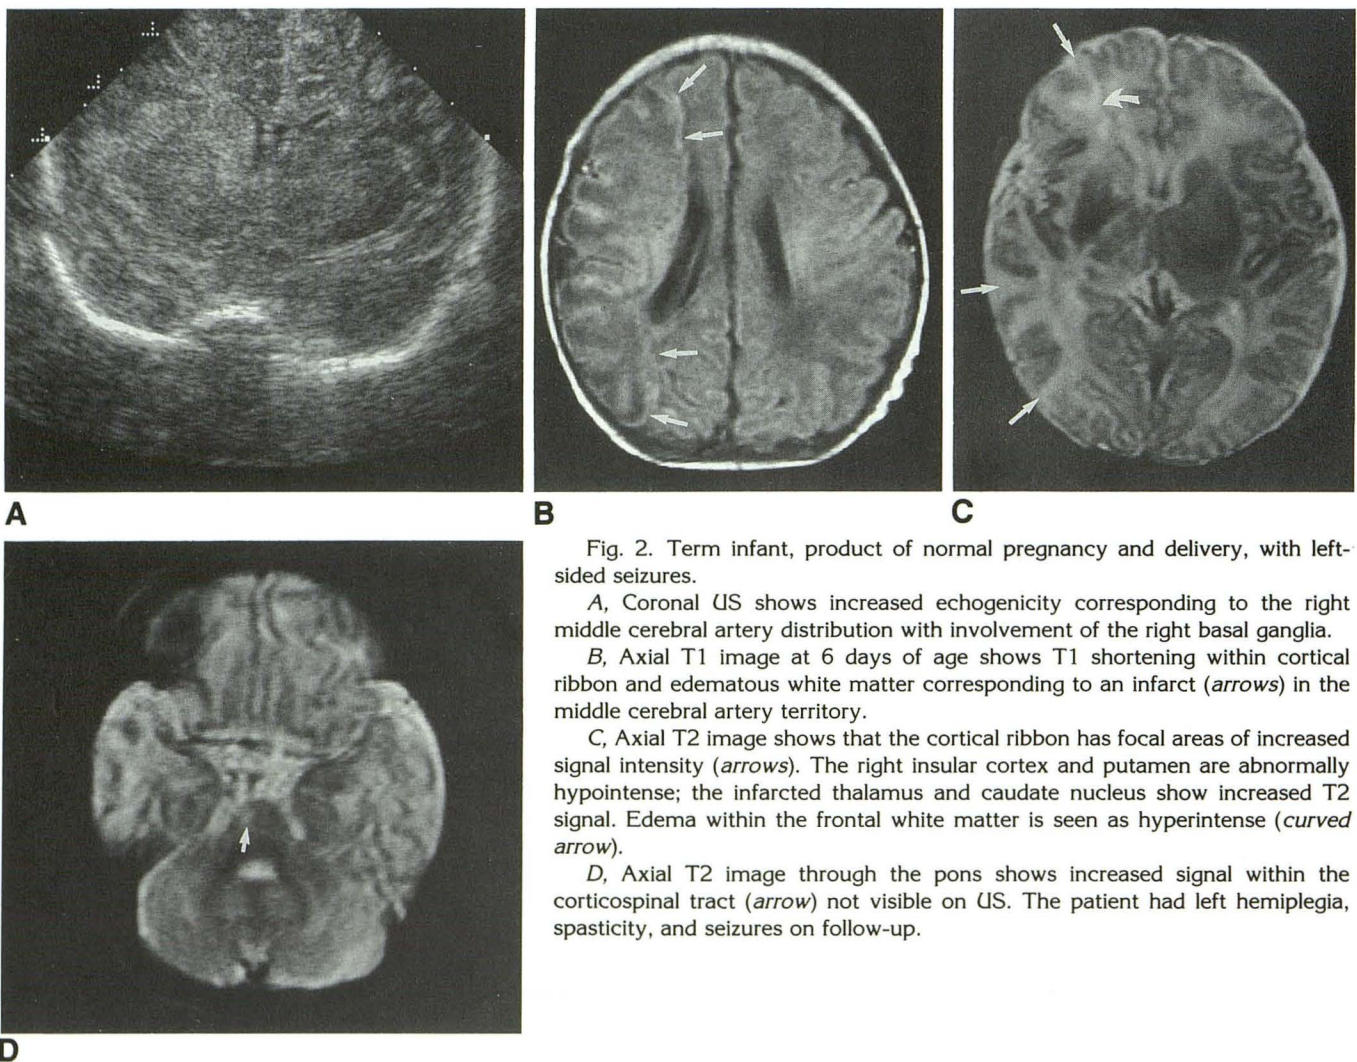 A
B
C
Fig. 2. Term infant, product of normal pregnancy and delivery, with left-
sided seizures.
A, Coronal US shows increased echogenicity corresponding to the right
middle cerebral artery distribution with involvement of the right basal ganglia.
B, Axial T1 image at 6 days of age shows T1 shortening within cortical
ribbon and edematous white matter corresponding to an infarct (arrows) in the
middle cerebral artery territory.
C, Axial T2 image shows that the cortical ribbon has focal areas of increased
signal intensity (arrows). The right insular cortex and putamen are abnormally
hypointense; the infarcted thalamus and caudate nucleus show increased T2
signal. Edema within the frontal white matter is seen as hyperintense (curved
arrow).
D, Axial T2 image through the pons shows increased signal within the
corticospinal tract (arrow) not visible on US. The patient had left hemiplegia,
spasticity, and seizures on follow-up.
D